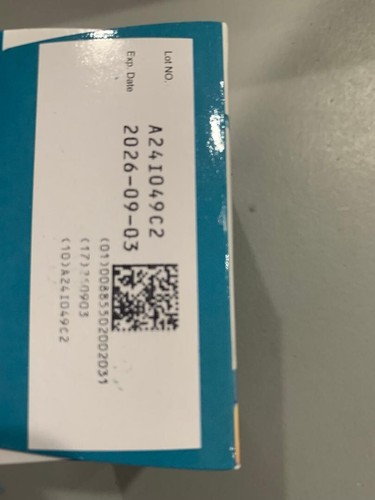 Lot NO. A241049C2
Exp. Date 2026-09-03
(01)00885502002031
(17)260903
(10)A241049C2